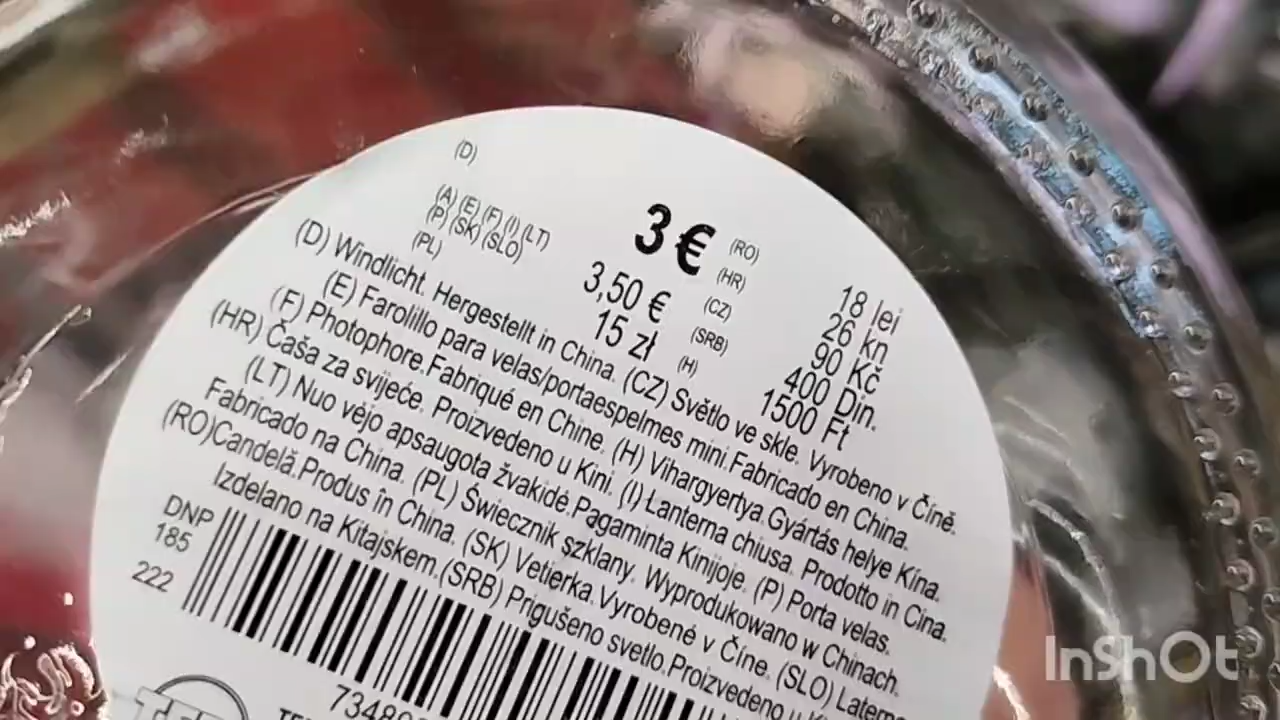 (D) 3 € (RO) 18 lei
(A) (E) (F) (I) (LT) (HR) 26 kn
(P) (SK) (SLO) 3,50 € (CZ) 90 Kč
(PL) 15 zł (SRB) 400 Din.
(H) 1500 Ft
(D) Windlicht. Hergestellt in China. (CZ) Světlo ve skle. Vyrobeno v Číně.
(E) Farolillo para velas/portaespelmes mini.Fabricado en China.
(F) Photophore.Fabriqué en Chine. (H) Vihargyertya.Gyártás helye Kína.
(HR) Čaša za svijeće. Proizvedeno u Kini. (I) Lanterna chiusa. Prodotto in Cina.
(LT) Nuo vėjo apsaugota žvakidė.Pagaminta Kinijoje. (P) Porta velas.
Fabricado na China. (PL) Świecznik szklany. Wyprodukowano w Chinach.
(RO)Candelă.Produs în China. (SK) Vetierka.Vyrobené v Číne. (SLO)
Izdelano na Kitajskem.(SRB) Prigušeno svetlo.Proizvedeno u
DNP
185
222
InShOt